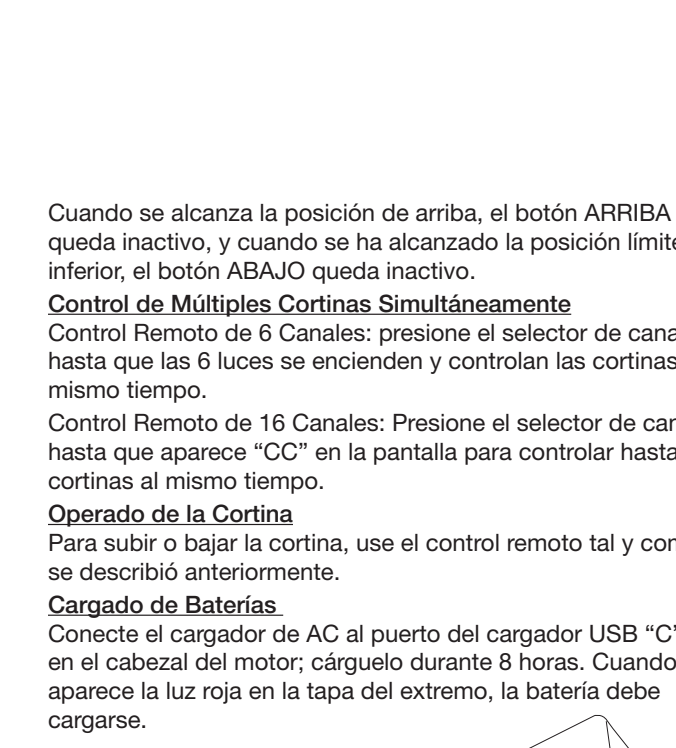 Cuando se alcanza la posición de arriba, el botón ARRIBA
queda inactivo, y cuando se ha alcanzado la posición límite
inferior, el botón ABAJO queda inactivo.
Control de Múltiples Cortinas Simultáneamente
Control Remoto de 6 Canales: presione el selector de
hasta que las 6 luces se encienden y controlan las cortinas
mismo tiempo.
Control Remoto de 16 Canales: Presione el selector de
hasta que aparece “CC” en la pantalla para controlar hasta
cortinas al mismo tiempo.
Operado de la Cortina
Para subir o bajar la cortina, use el control remoto tal y
se describió anteriormente.
Cargado de Baterías
Conecte el cargador de AC al puerto del cargador USB “C”
en el cabezal del motor; cárguelo durante 8 horas. Cuando
aparece la luz roja en la tapa del extremo, la batería debe
cargarse.